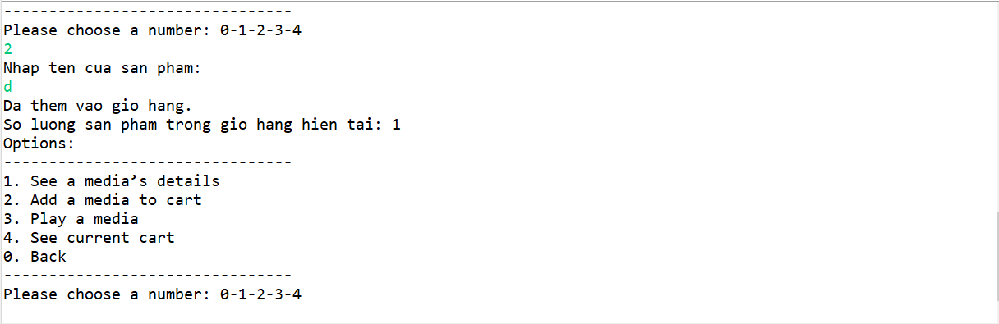 --------------------------------
Please choose a number: 0-1-2-3-4
2
Nhap ten cua san pham:
d
Da them vao gio hang.
So luong san pham trong gio hang hien tai: 1
Options:
--------------------------------
1. See a media’s details
2. Add a media to cart
3. Play a media
4. See current cart
0. Back
--------------------------------
Please choose a number: 0-1-2-3-4